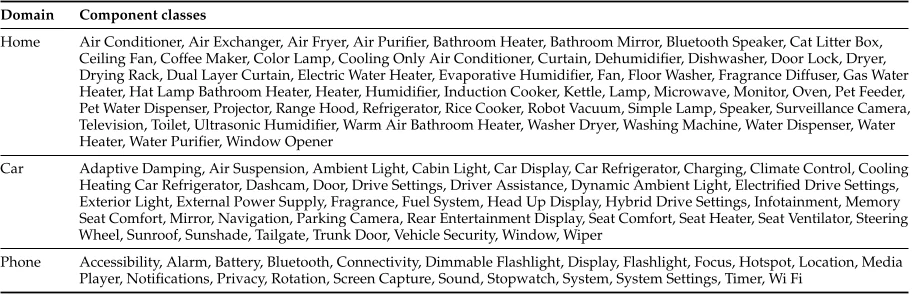 Domain Component classes
Home Air Conditioner, Air Exchanger, Air Fryer, Air Purifier, Bathroom Heater, Bathroom Mirror, Bluetooth Speaker, Cat Litter Box,
Ceiling Fan, Coffee Maker, Color Lamp, Cooling Only Air Conditioner, Curtain, Dehumidifier, Dishwasher, Door Lock, Dryer,
Drying Rack, Dual Layer Curtain, Electric Water Heater, Evaporative Humidifier, Fan, Floor Washer, Fragrance Diffuser, Gas Water
Heater, Hat Lamp Bathroom Heater, Heater, Humidifier, Induction Cooker, Kettle, Lamp, Microwave, Monitor, Oven, Pet Feeder,
Pet Water Dispenser, Projector, Range Hood, Refrigerator, Rice Cooker, Robot Vacuum, Simple Lamp, Speaker, Surveillance Camera,
Television, Toilet, Ultrasonic Humidifier, Warm Air Bathroom Heater, Washer Dryer, Washing Machine, Water Dispenser, Water
Heater, Water Purifier, Window Opener
Car Adaptive Damping, Air Suspension, Ambient Light, Cabin Light, Car Display, Car Refrigerator, Charging, Climate Control, Cooling
Heating Car Refrigerator, Dashcam, Door, Drive Settings, Driver Assistance, Dynamic Ambient Light, Electrified Drive Settings,
Exterior Light, External Power Supply, Fragrance, Fuel System, Head Up Display, Hybrid Drive Settings, Infotainment, Memory
Seat Comfort, Mirror, Navigation, Parking Camera, Rear Entertainment Display, Seat Comfort, Seat Heater, Seat Ventilator, Steering
Wheel, Sunroof, Sunshade, Tailgate, Trunk Door, Vehicle Security, Window, Wiper
Phone Accessibility, Alarm, Battery, Bluetooth, Connectivity, Dimmable Flashlight, Display, Flashlight, Focus, Hotspot, Location, Media
Player, Notifications, Privacy, Rotation, Screen Capture, Sound, Stopwatch, System, System Settings, Timer, Wi Fi